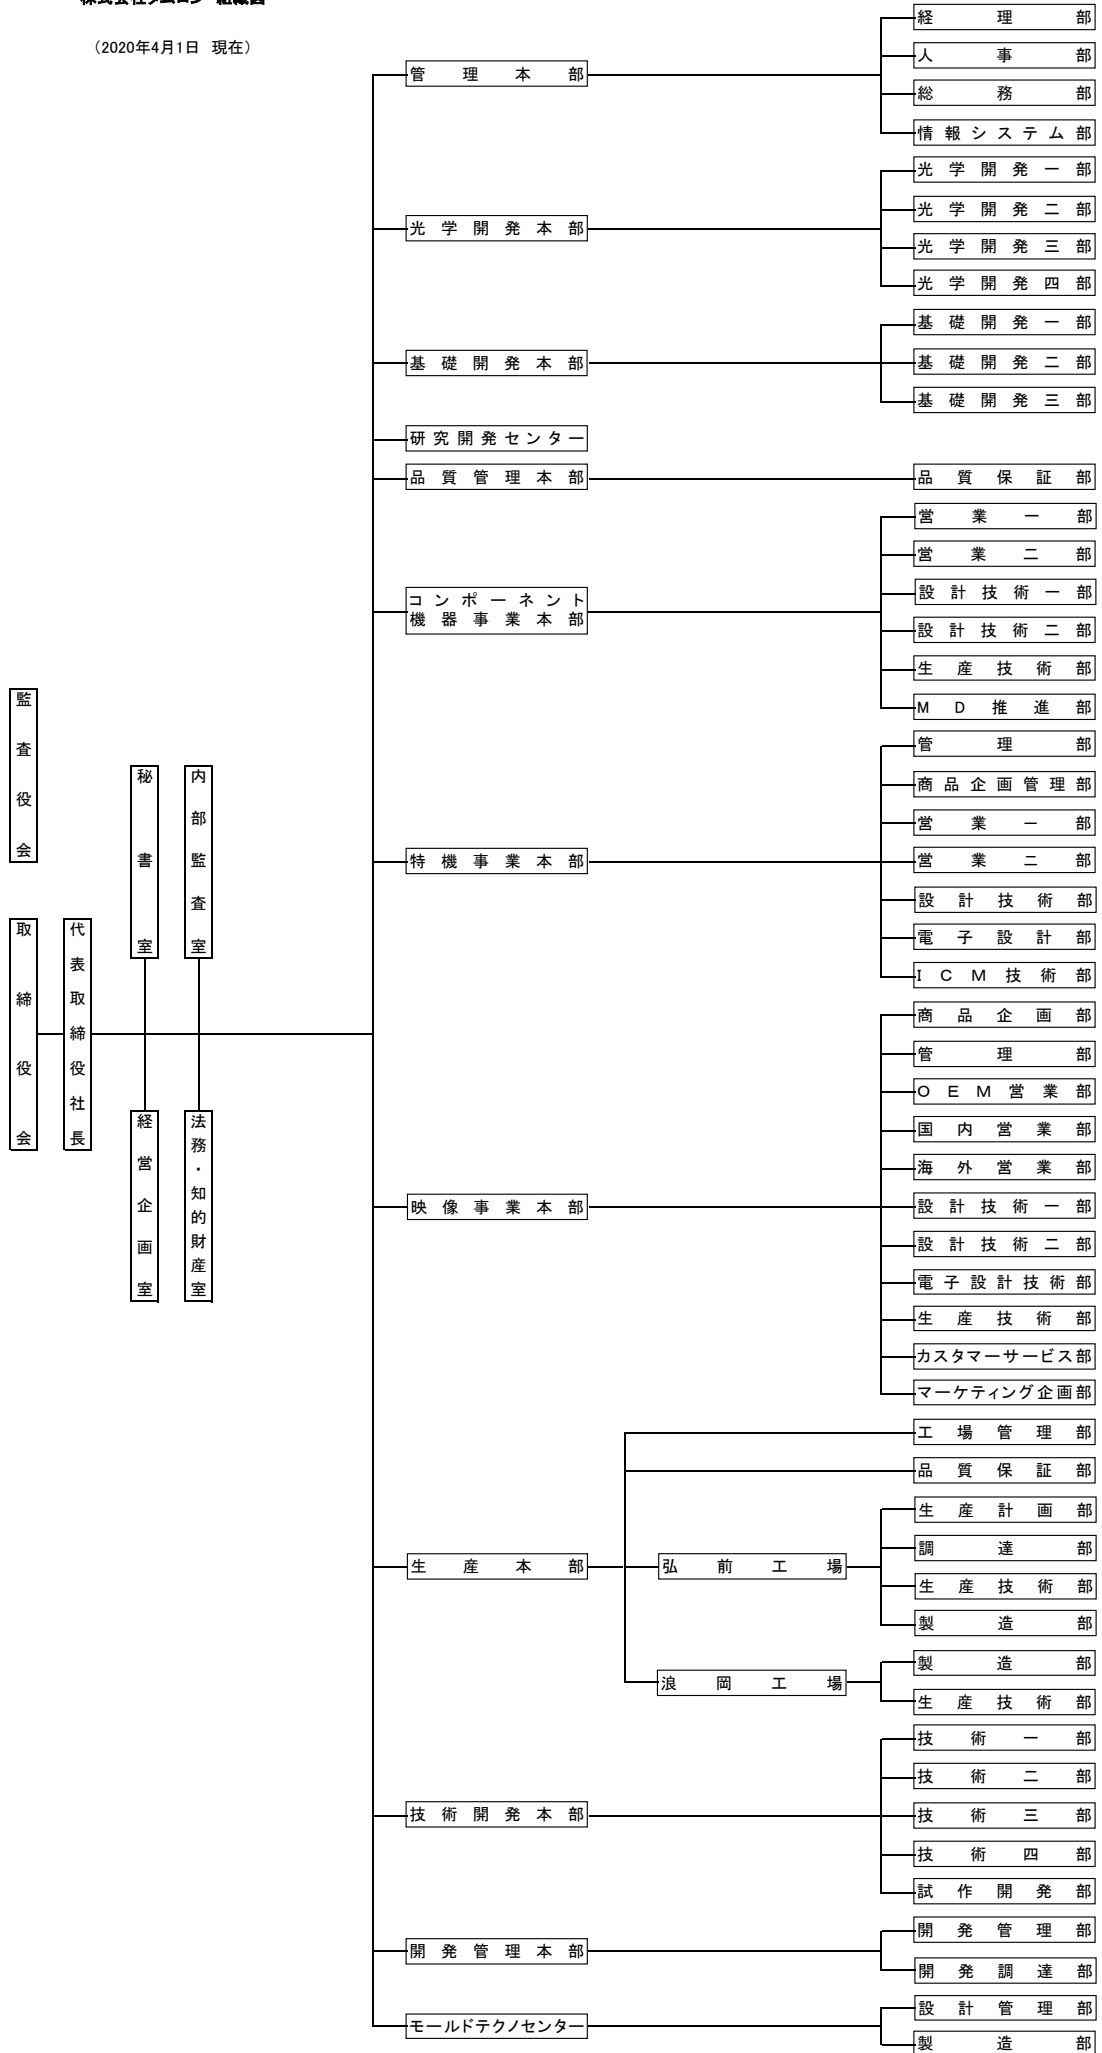 株式会社タムロン 組織図
（2020年4月1日 現在）
監査役会
取締役会
代表取締役社長
秘書室
内部監査室
経営企画室
法務・知的財産室
管理本部
経理部
人事部
総務部
情報システム部
光学開発本部
光学開発一部
光学開発二部
光学開発三部
光学開発四部
基礎開発本部
基礎開発一部
基礎開発二部
基礎開発三部
研究開発センター
品質管理本部
品質保証部
コンポーネント
機器事業本部
営業一部
営業二部
設計技術一部
設計技術二部
生産技術部
ＭＤ推進部
特機事業本部
管理部
商品企画管理部
営業一部
営業二部
設計技術部
電子設計部
ＩＣＭ技術部
映像事業本部
商品企画部
管理部
ＯＥＭ営業部
国内営業部
海外営業部
設計技術一部
設計技術二部
電子設計技術部
生産技術部
カスタマーサービス部
マーケティング企画部
生産本部
工場管理部
品質保証部
弘前工場
生産計画部
調達部
生産技術部
製造部
浪岡工場
製造部
生産技術部
技術開発本部
技術一部
技術二部
技術三部
技術四部
試作開発部
開発管理本部
開発管理部
開発調達部
モールドテクノセンター
設計管理部
製造部